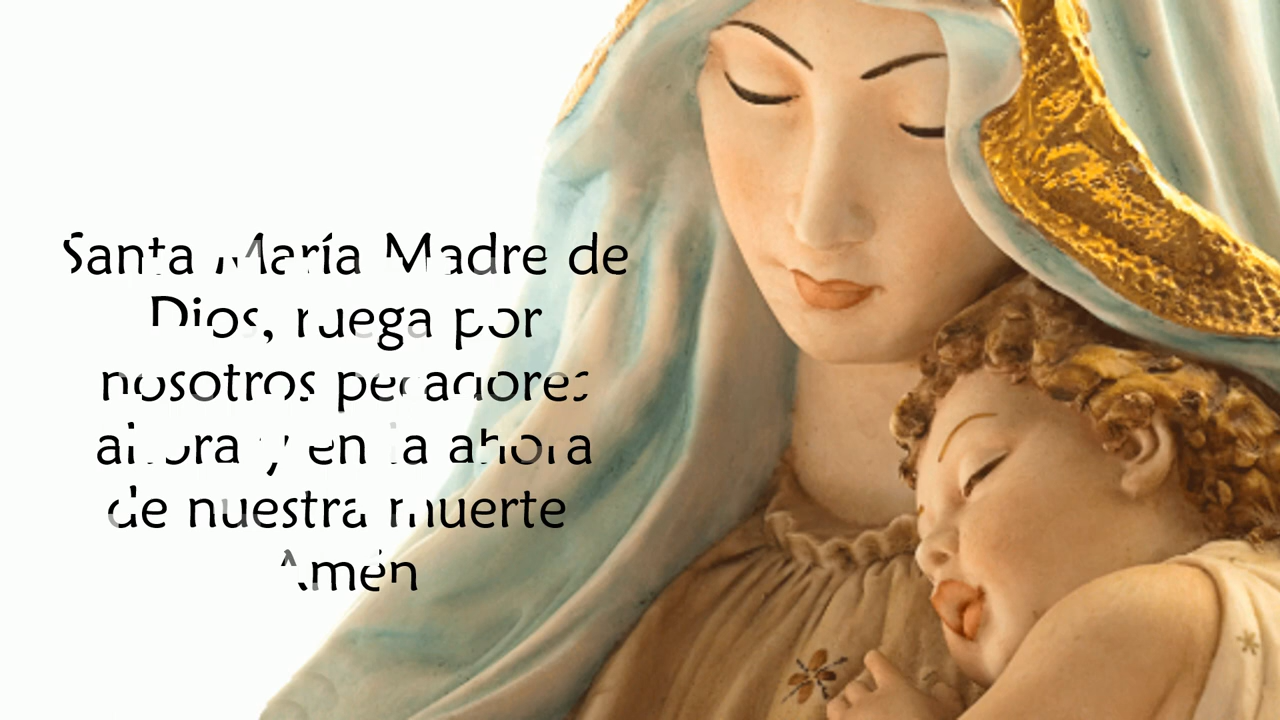 Santa María Madre de
Dios, ruega por
nosotros pecadores
ahora y en la ahora
de nuestra muerte
Amén